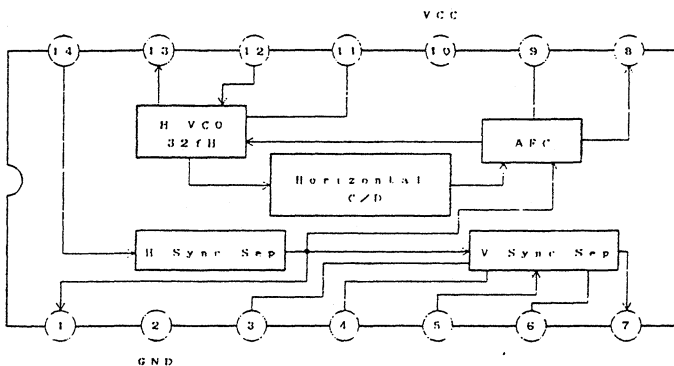 VCC
14 13 12 11 10 9 8
H VCO
32fH
AFC
Horizontal
C/D
H Sync Sep
V Sync Sep
1 2 3 4 5 6 7
GND